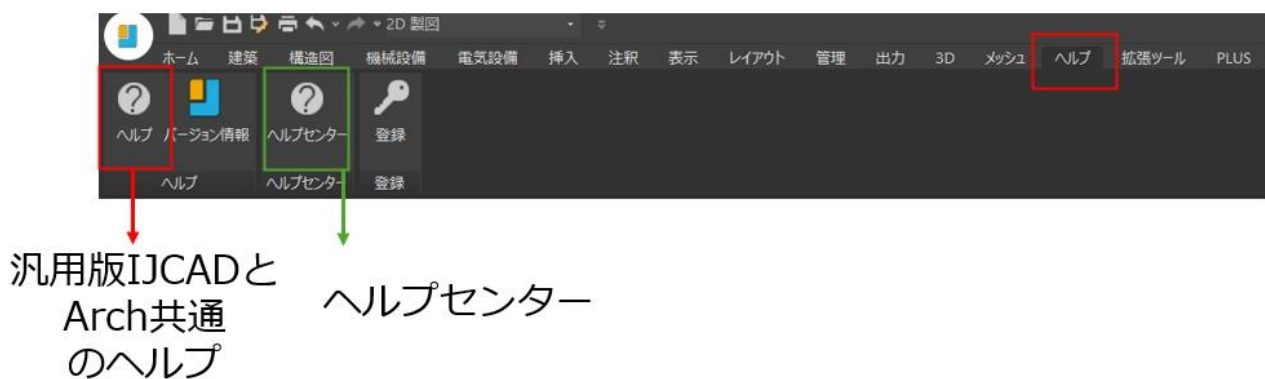 2D 製図
ホーム 建築 構造図 機械設備 電気設備 挿入 注釈 表示 レイアウト 管理 出力 3D メッシュ ヘルプ 拡張ツール PLUS
ヘルプ バージョン情報 ヘルプセンター 登録
ヘルプ ヘルプセンター 登録
汎用版IJCADと
Arch共通
のヘルプ
ヘルプセンター